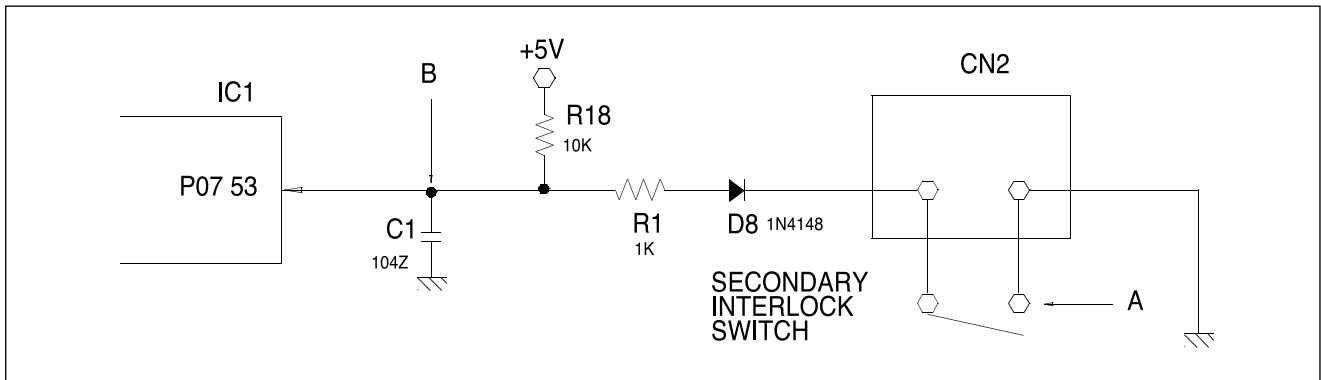 +5V
CN2
B
IC1
R18
10K
P07 53
C1
104Z
R1
1K
D8 1N4148
SECONDARY
INTERLOCK
SWITCH
A